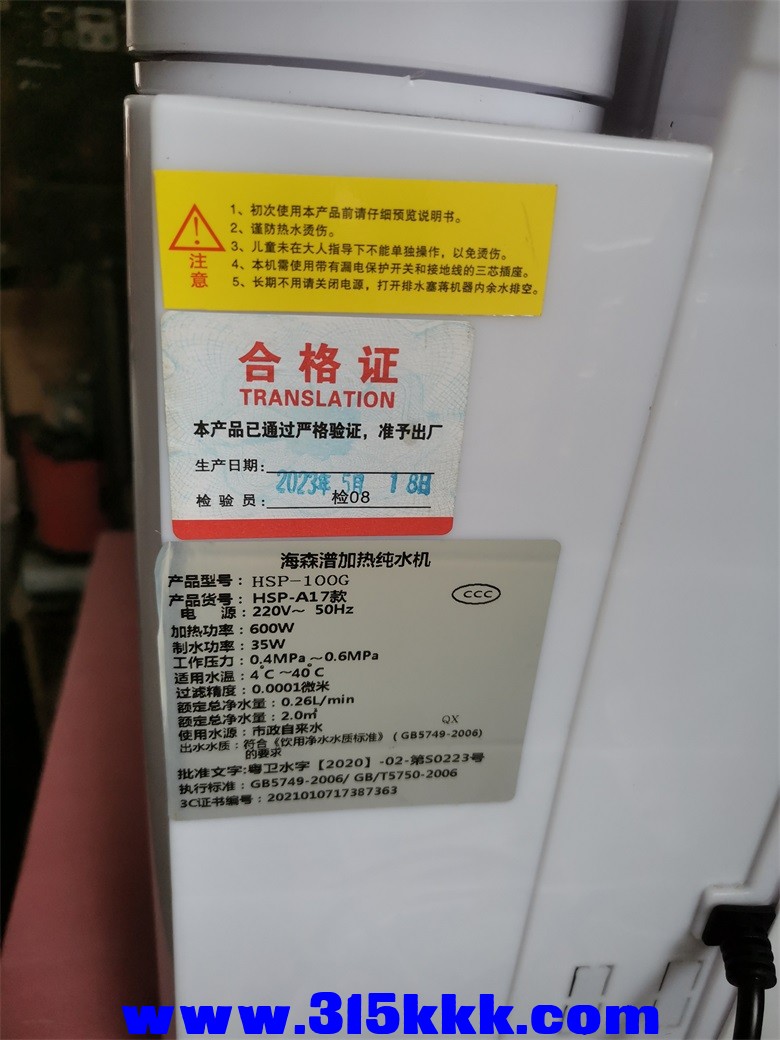 1、初次使用本产品前请仔细预览说明书。
2、谨防热水烫伤。
3、儿童未在大人指导下不能单独操作，以免烫伤。
4、本机需使用带有漏电保护开关和接地线的三芯插座。
5、长期不用请关闭电源，打开排水塞蒋机器内余水排空。
注意
合格证
TRANSLATION
本产品已通过严格验证，准予出厂
生产日期：2023年 5月 18日
检验员：检08
海森潽加热纯水机
产品型号：HSP-100G
产品货号：HSP-A17款
CCC
电 源：220V～ 50Hz
加热功率：600W
制水功率：35W
工作压力：0.4MPa～0.6MPa
适用水温：4°C～40°C
过滤精度：0.0001微米
额定总净水量：0.26L/min
额定总净水量：2.0㎡
使用水源：市政自来水
QX
出水水质：符合《饮用净水水质标准》（GB5749-2006)
的要求
批准文字:粤卫水字【2020】-02-第S0223号
执行标准：GB5749-2006/ GB/T5750-2006
3C证书编号：2021010717387363
www.315kkk.com